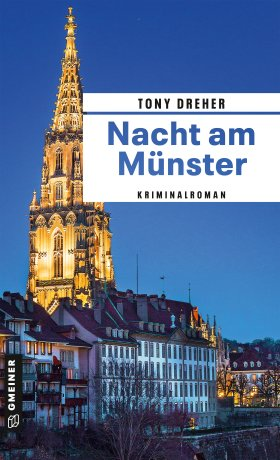 TONY DREHER
Nacht am
Münster
KRIMINALROMAN
GMEINER